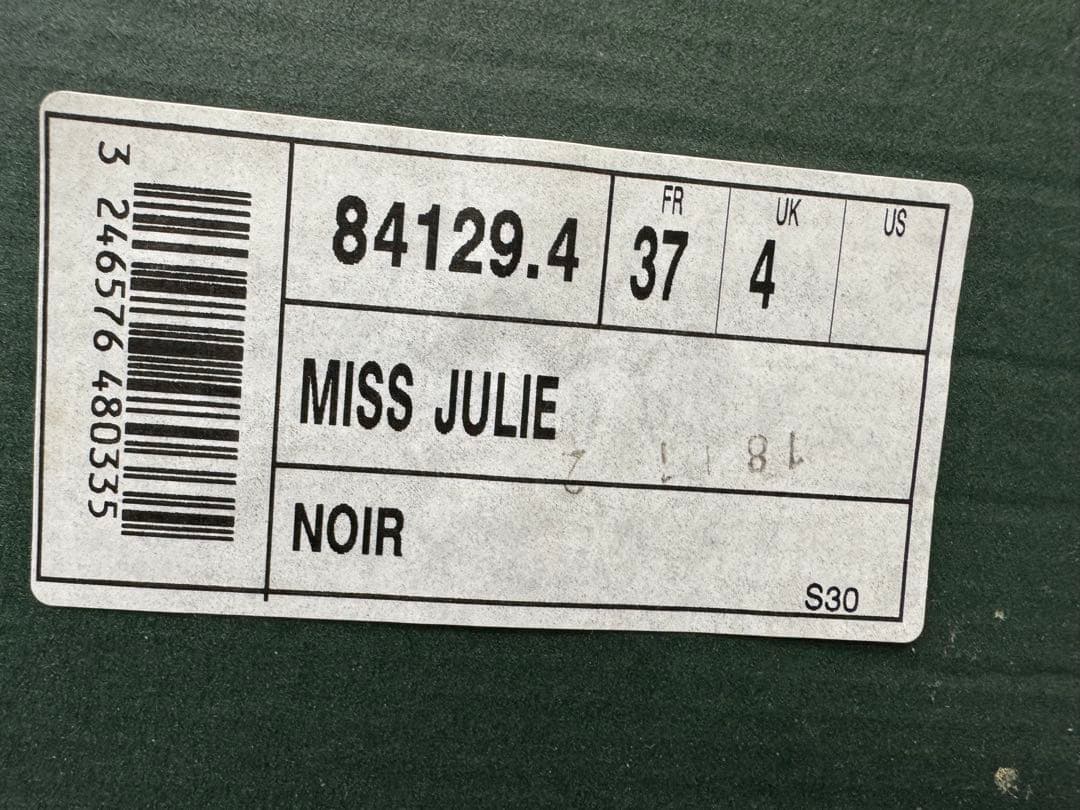 3 246576 480335
84129.4
FR
37
UK
4
US
MISS JULIE
NOIR
S30